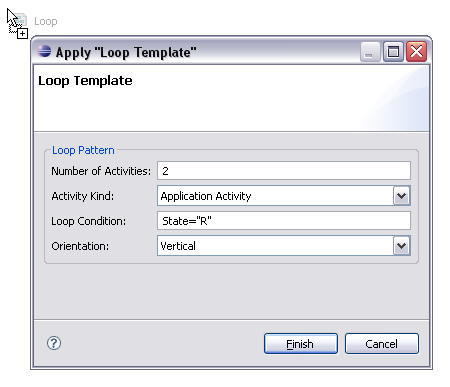 Loop
Apply "Loop Template"
Loop Template
Loop Pattern
Number of Activities: 2
Activity Kind: Application Activity
Loop Condition: State="R"
Orientation: Vertical
? Finish Cancel